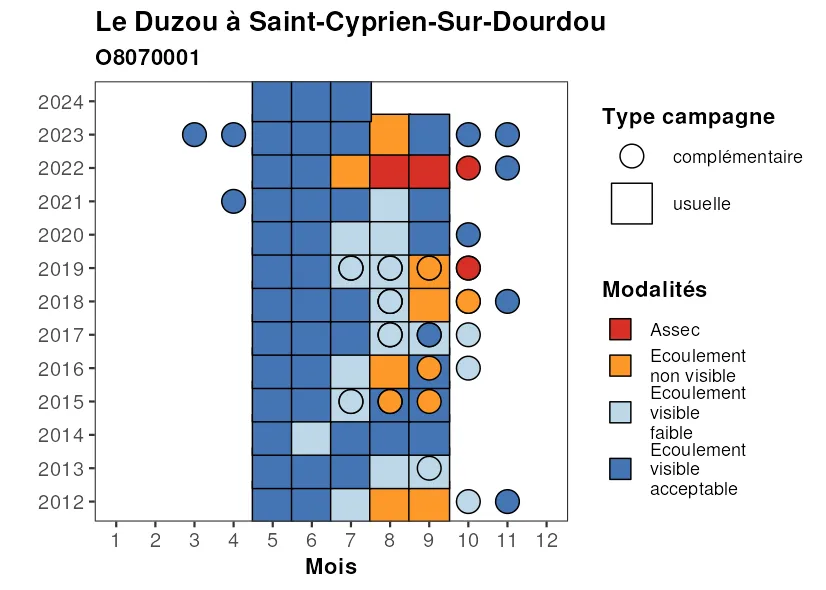 Le Duzou à Saint-Cyprien-Sur-Dourdou
O8070001
2024
2023
2022
2021
2020
2019
2018
2017
2016
2015
2014
2013
2012
1 2 3 4 5 6 7 8 9 10 11 12
Mois
Type campagne
complémentaire
usuelle
Modalités
Assec
Ecoulement
non visible
Ecoulement
visible
faible
Ecoulement
visible
acceptable